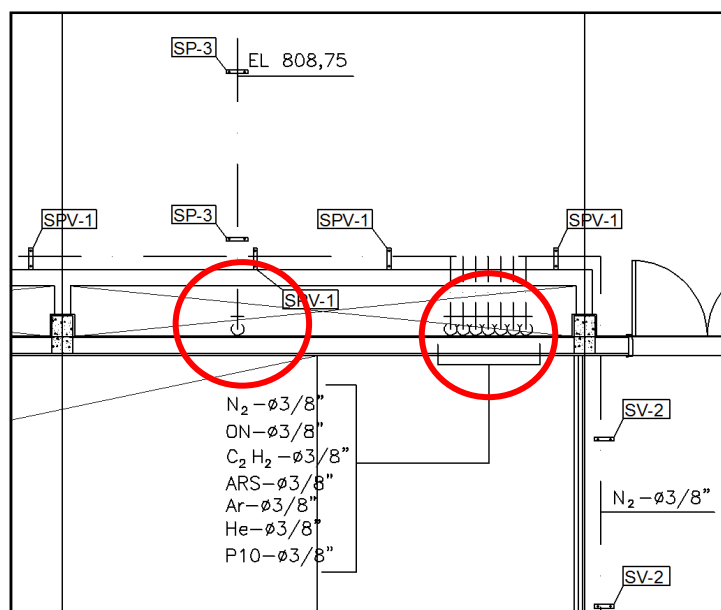 SP-3
EL 808,75
SPV-1
SP-3
SPV-1
SPV-1
SPV-1
N₂-ø3/8"
ON-ø3/8"
C₂H₂-ø3/8"
ARS-ø3/8"
Ar-ø3/8"
He-ø3/8"
P10-ø3/8"
SV-2
N₂-ø3/8"
SV-2